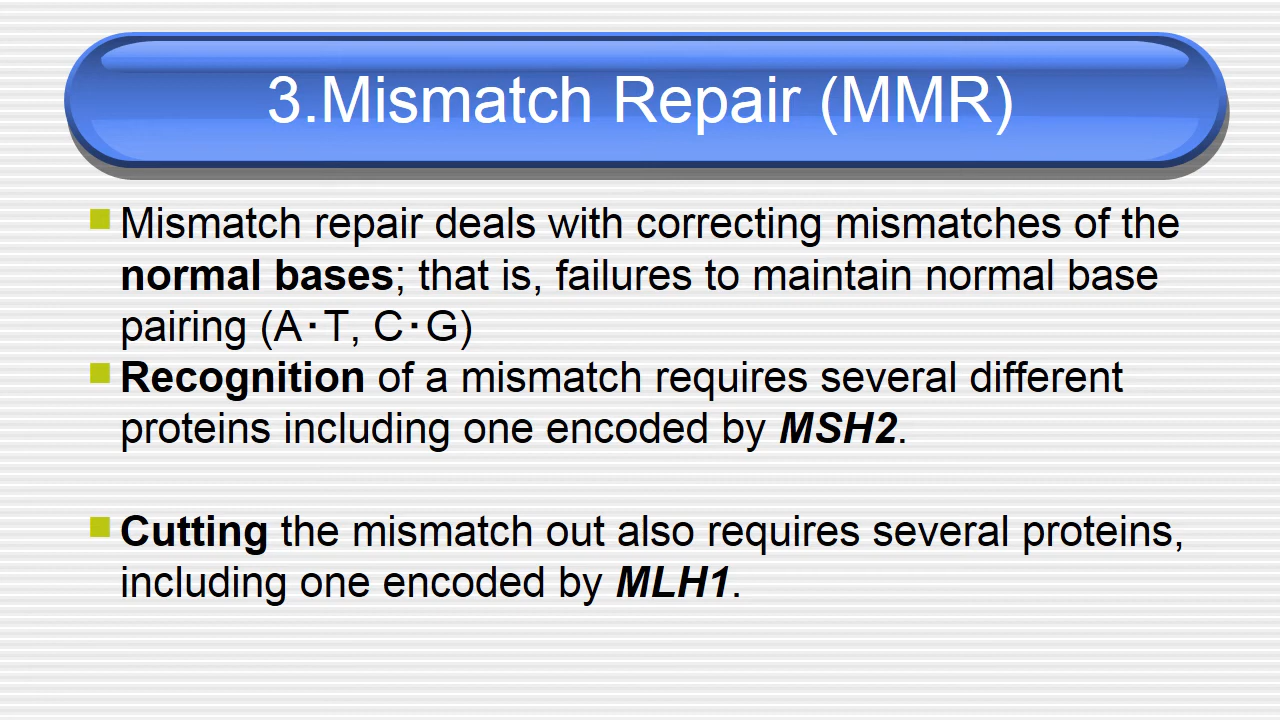 3.Mismatch Repair (MMR)
Mismatch repair deals with correcting mismatches of the
normal bases; that is, failures to maintain normal base
pairing (A･T, C･G)
Recognition of a mismatch requires several different
proteins including one encoded by MSH2.
Cutting the mismatch out also requires several proteins,
including one encoded by MLH1.